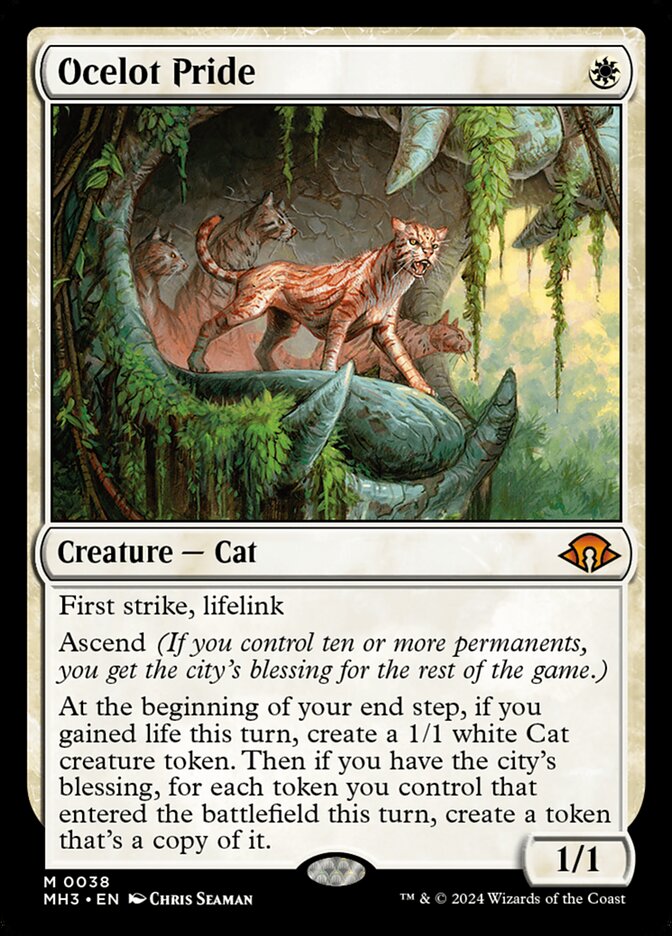 Ocelot Pride
Creature — Cat
First strike, lifelink
Ascend (If you control ten or more permanents,
you get the city's blessing for the rest of the game.)
At the beginning of your end step, if you
gained life this turn, create a 1/1 white Cat
creature token. Then if you have the city's
blessing, for each token you control that
entered the battlefield this turn, create a token
that's a copy of it.
1/1
M 0038
MH3 • EN Chris Seaman
™ & © 2024 Wizards of the Coast